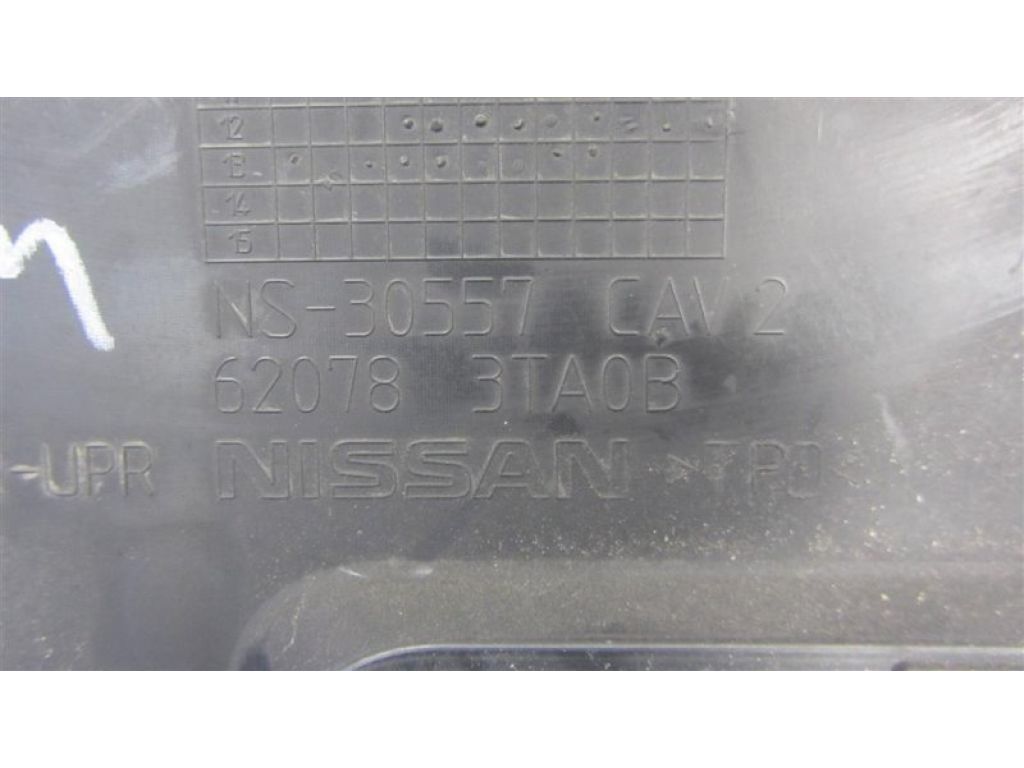 12
13
14
15
NS-30557 CAV 2
62078 3TA0B
-UPR NISSAN >TPO